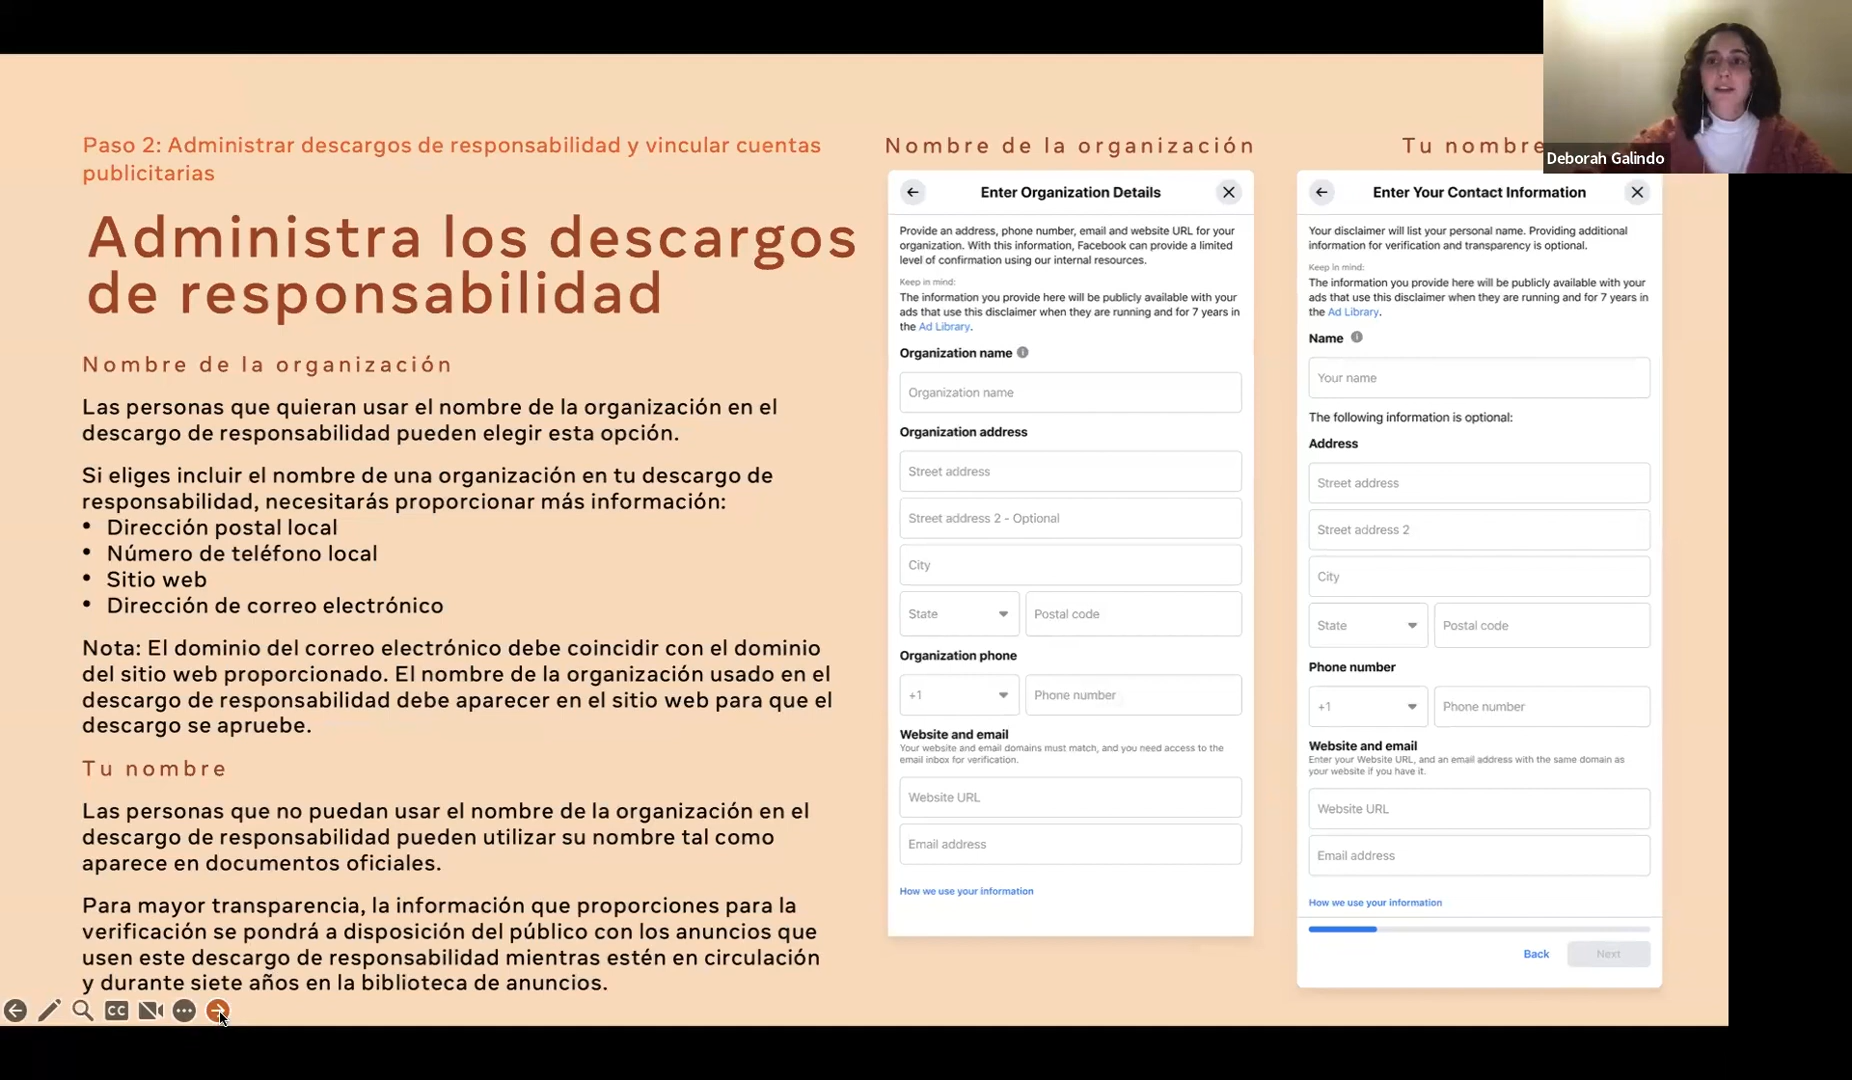 Paso 2: Administrar descargos de responsabilidad y vincular cuentas
publicitarias
Administra los descargos
de responsabilidad
Nombre de la organización
Las personas que quieran usar el nombre de la organización en el
descargo de responsabilidad pueden elegir esta opción.
Si eliges incluir el nombre de una organización en tu descargo de
responsabilidad, necesitarás proporcionar más información:
• Dirección postal local
• Número de teléfono local
• Sitio web
• Dirección de correo electrónico
Nota: El dominio del correo electrónico debe coincidir con el dominio
del sitio web proporcionado. El nombre de la organización usado en el
descargo de responsabilidad debe aparecer en el sitio web para que el
descargo se apruebe.
Tu nombre
Las personas que no puedan usar el nombre de la organización en el
descargo de responsabilidad pueden utilizar su nombre tal como
aparece en documentos oficiales.
Para mayor transparencia, la información que proporciones para la
verificación se pondrá a disposición del público con los anuncios que
usen este descargo de responsabilidad mientras estén en circulación
y durante siete años en la biblioteca de anuncios.
CC
Nombre de la organización
Enter Organization Details
Provide an address, phone number, email and website URL for your
organization. With this information, Facebook can provide a limited
level of confirmation using our internal resources.
Keep in mind:
The information you provide here will be publicly available with your
ads that use this disclaimer when they are running and for 7 years in
the Ad Library.
Organization name
Organization name
Organization address
Street address
Street address 2 - Optional
City
State
Postal code
Organization phone
+1
Phone number
Website and email
Your website and email domains must match, and you need access to the
email inbox for verification.
Website URL
Email address
How we use your information
Tu nombre
Enter Your Contact Information
Your disclaimer will list your personal name. Providing additional
information for verification and transparency is optional.
Keep in mind:
The information you provide here will be publicly available with your
ads that use this disclaimer when they are running and for 7 years in
the Ad Library.
Name
Your name
The following information is optional:
Address
Street address
Street address 2
City
State
Postal code
Phone number
+1
Phone number
Website and email
Enter your Website URL, and an email address with the same domain as
your website if you have it.
Website URL
Email address
How we use your information
Back
Next
Deborah Galindo